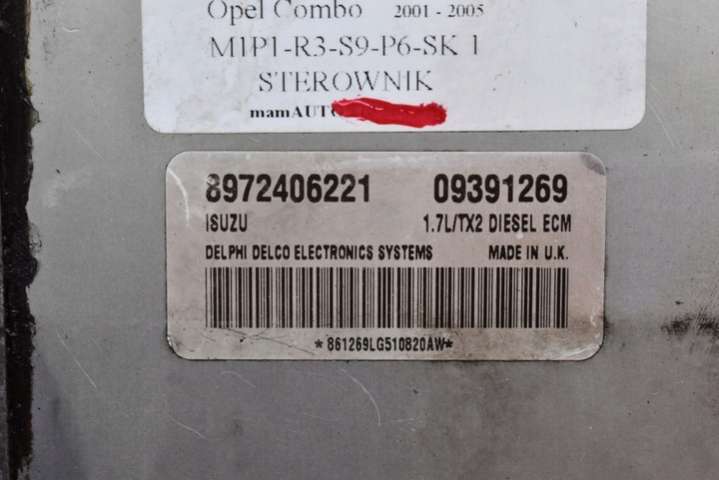 Opel Combo 2001 - 2005
M1P1-R3-S9-P6-SK 1
STEROWNIK
mamAUTO
8972406221 09391269
ISUZU 1.7L/TX2 DIESEL ECM
DELPHI DELCO ELECTRONICS SYSTEMS MADE IN U.K.
*861269LG510820AW*